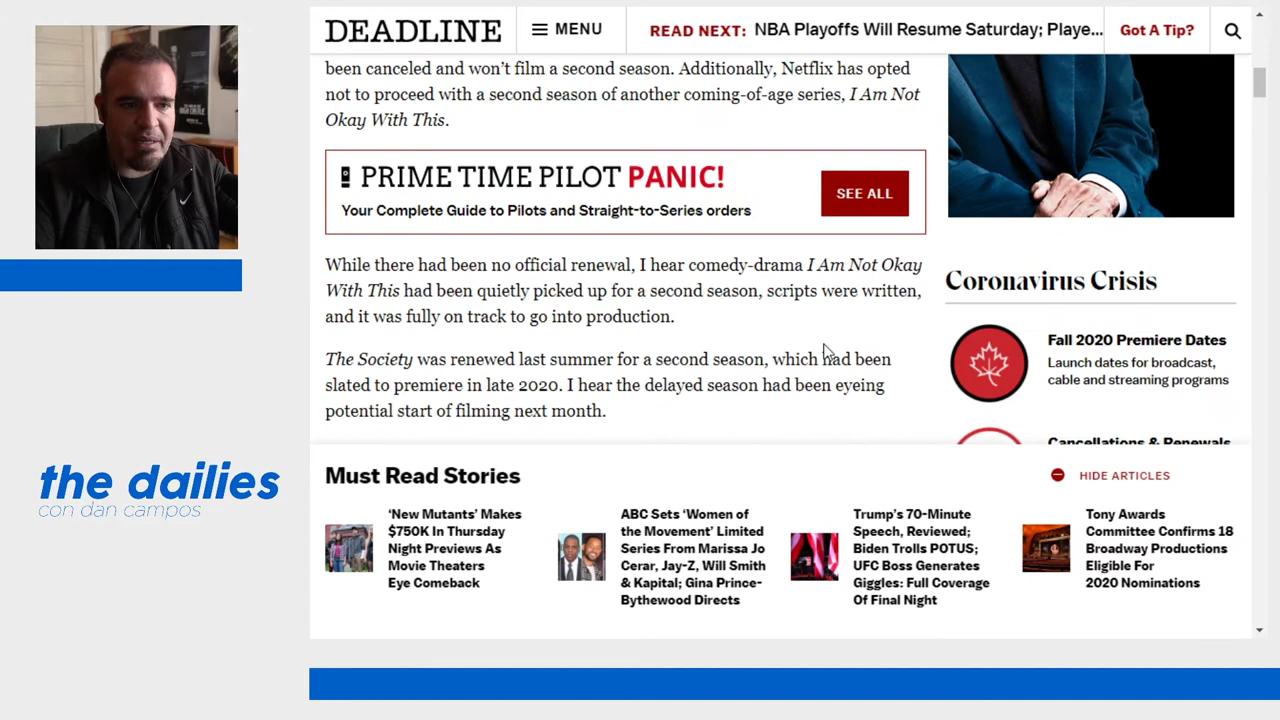 DEADLINE
MENU
READ NEXT: NBA Playoffs Will Resume Saturday; Playe...
Got A Tip?
been canceled and won't film a second season. Additionally, Netflix has opted
not to proceed with a second season of another coming-of-age series, I Am Not
Okay With This.
PRIME TIME PILOT PANIC!
Your Complete Guide to Pilots and Straight-to-Series orders
SEE ALL
While there had been no official renewal, I hear comedy-drama I Am Not Okay
With This had been quietly picked up for a second season, scripts were written,
and it was fully on track to go into production.
The Society was renewed last summer for a second season, which had been
slated to premiere in late 2020. I hear the delayed season had been eyeing
potential start of filming next month.
Coronavirus Crisis
Fall 2020 Premiere Dates
Launch dates for broadcast,
cable and streaming programs
Cancellations & Renewals
Must Read Stories
HIDE ARTICLES
‘New Mutants’ Makes
$750K In Thursday
Night Previews As
Movie Theaters
Eye Comeback
ABC Sets ‘Women of
the Movement’ Limited
Series From Marissa Jo
Cerar, Jay-Z, Will Smith
& Kapital; Gina Prince-
Bythewood Directs
Trump’s 70-Minute
Speech, Reviewed;
Biden Trolls POTUS;
UFC Boss Generates
Giggles: Full Coverage
Of Final Night
Tony Awards
Committee Confirms 18
Broadway Productions
Eligible For
2020 Nominations
the dailies
con dan campos